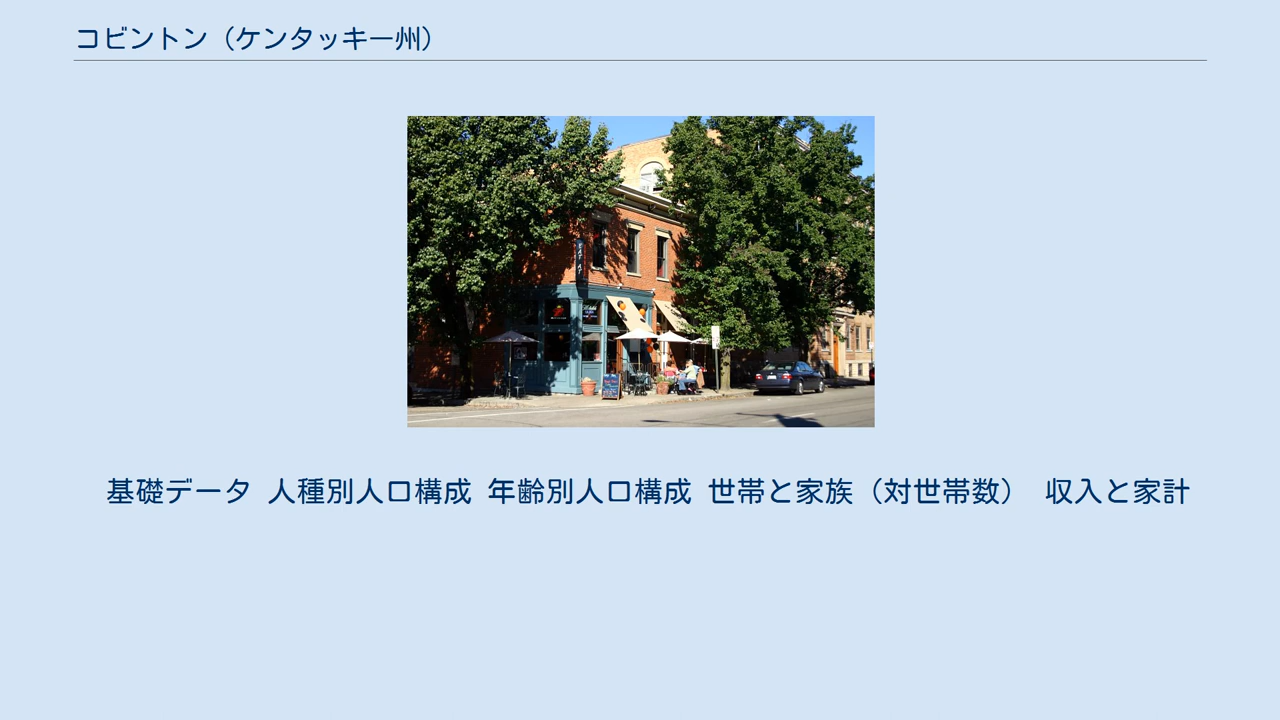 コビントン（ケンタッキー州）
基礎データ 人種別人口構成 年齢別人口構成 世帯と家族（対世帯数） 収入と家計